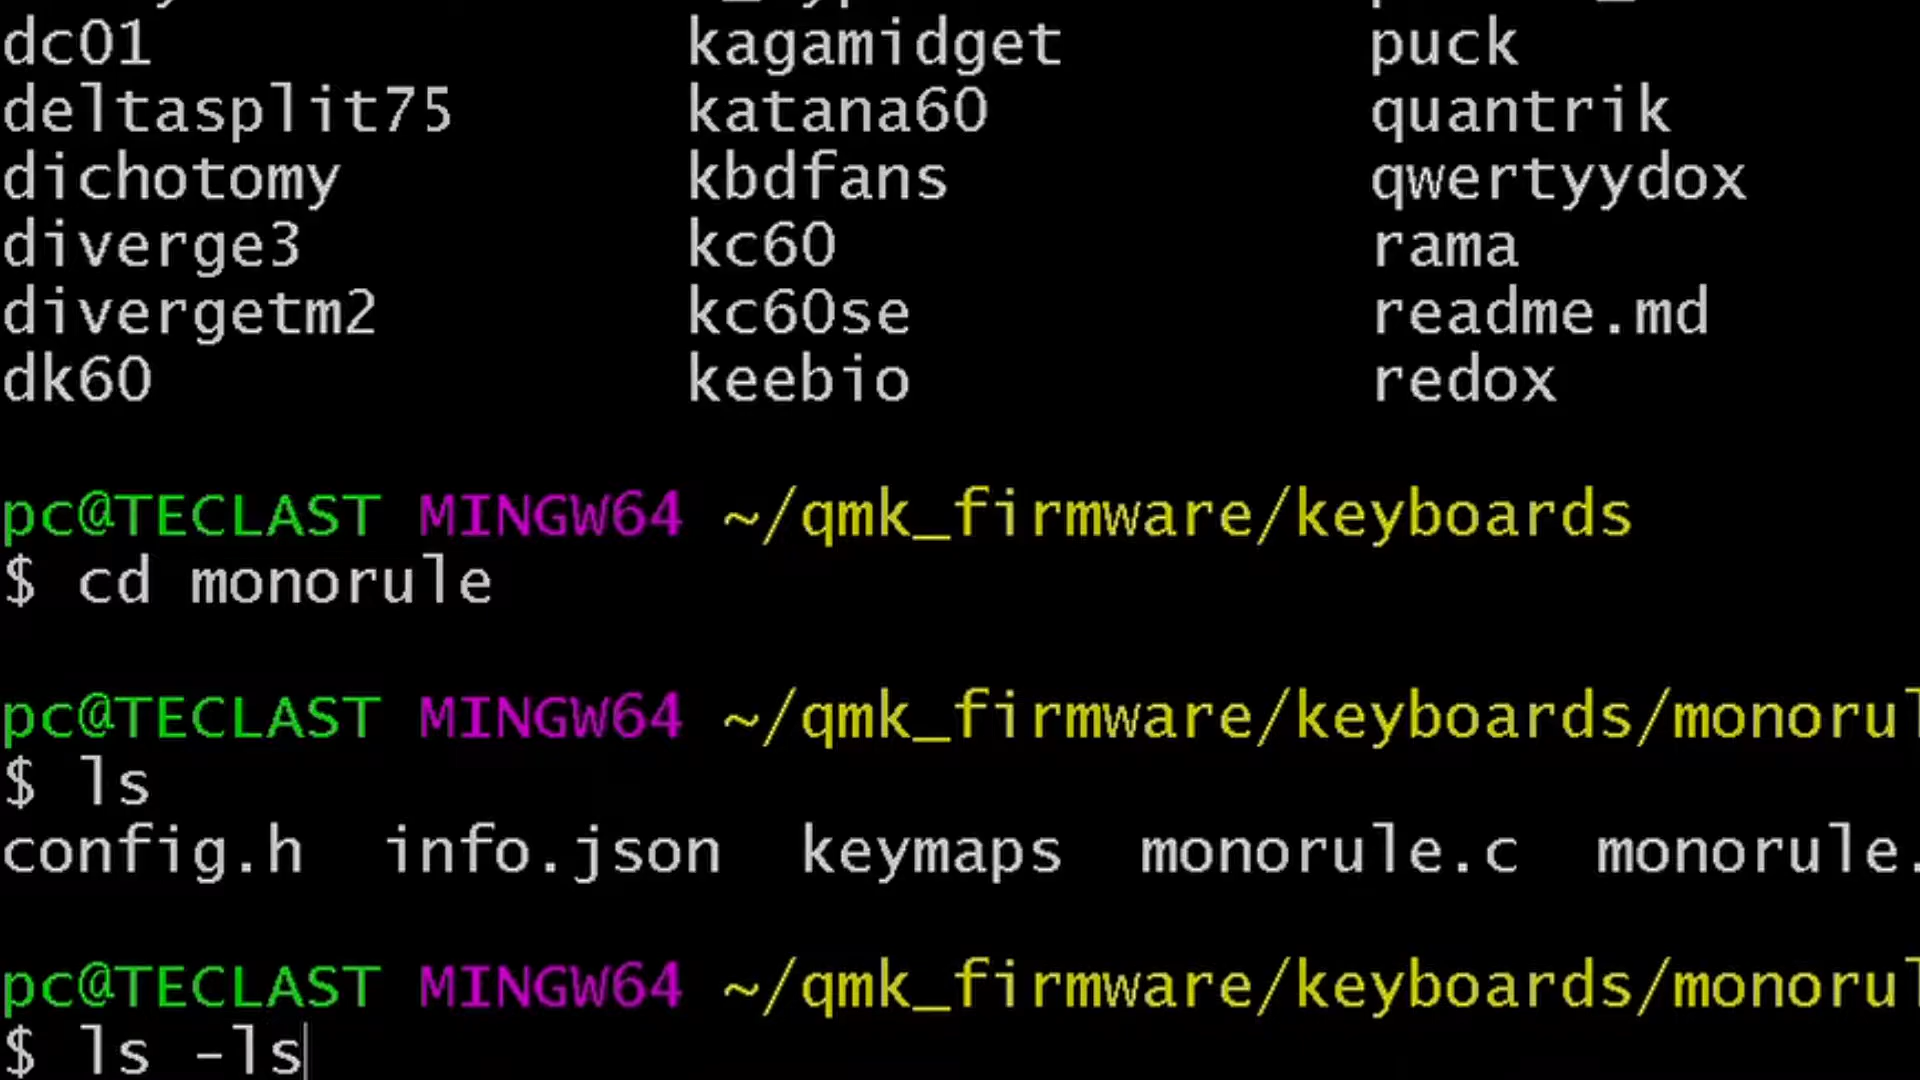 dc01 kagamidget puck
deltasplit75 katana60 quantrik
dichotomy kbdfans qwertyydox
diverge3 kc60 rama
divergetm2 kc60se readme.md
dk60 keebio redox
pc@TECLAST MINGW64 ~/qmk_firmware/keyboards
$ cd monorule
pc@TECLAST MINGW64 ~/qmk_firmware/keyboards/monorul
$ ls
config.h info.json keymaps monorule.c monorule.
pc@TECLAST MINGW64 ~/qmk_firmware/keyboards/monorul
$ ls -ls